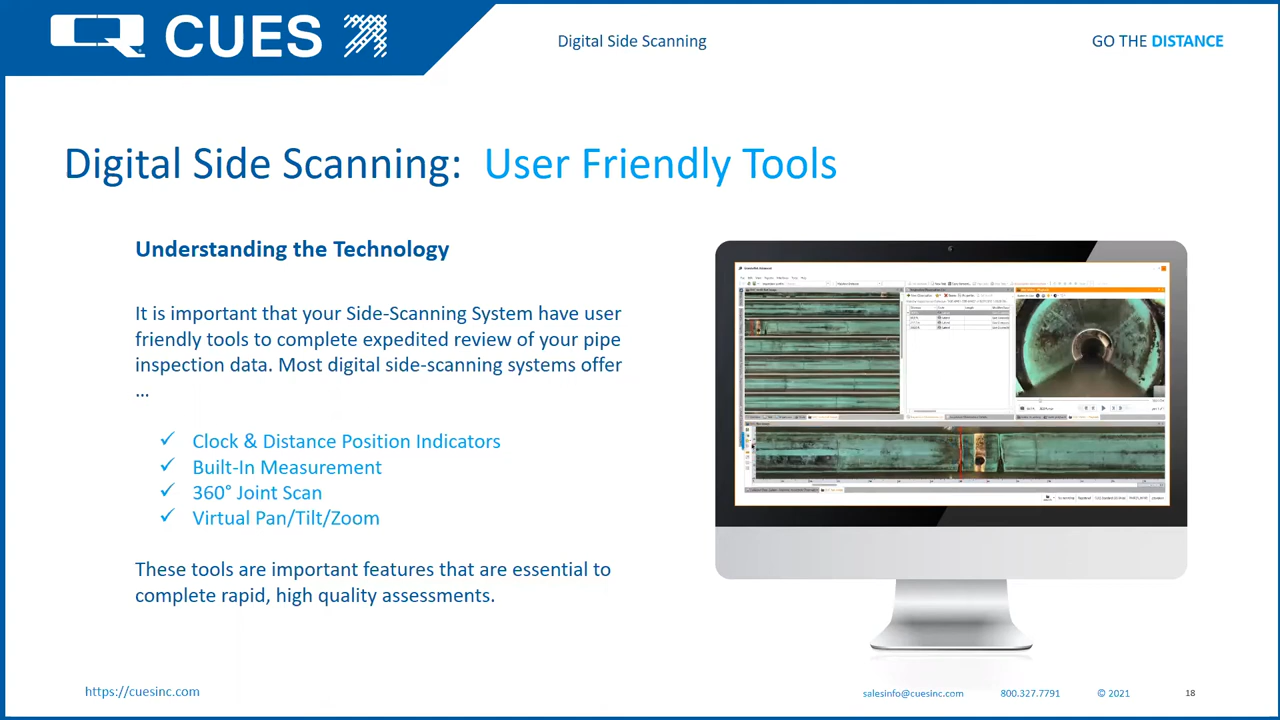 CUES
Digital Side Scanning
GO THE DISTANCE
Digital Side Scanning: User Friendly Tools
Understanding the Technology
It is important that your Side-Scanning System have user
friendly tools to complete expedited review of your pipe
inspection data. Most digital side-scanning systems offer
...
✓ Clock & Distance Position Indicators
✓ Built-In Measurement
✓ 360° Joint Scan
✓ Virtual Pan/Tilt/Zoom
These tools are important features that are essential to
complete rapid, high quality assessments.
https://cuesinc.com
salesinfo@cuesinc.com
800.327.7791
© 2021
18